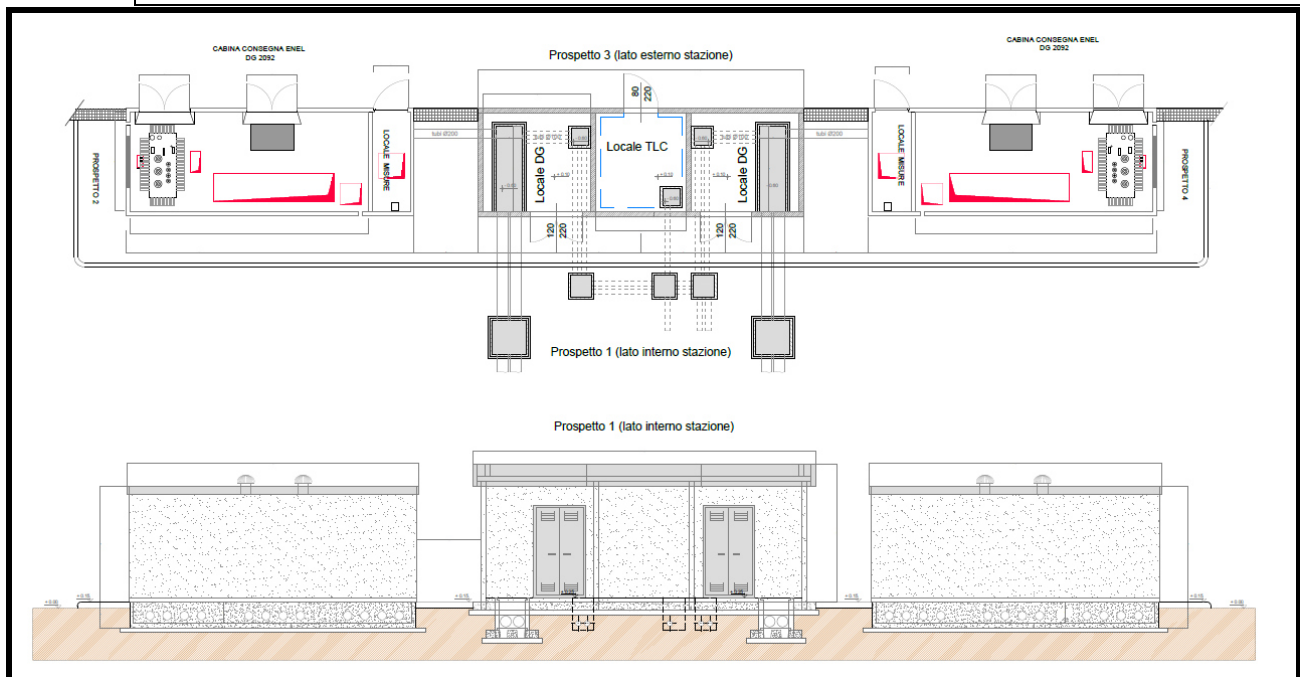 CABINA CONSEGNA ENEL
DG 2092
Prospetto 3 (lato esterno stazione)
CABINA CONSEGNA ENEL
DG 2092
80
220
PROSPETTO 2
LOCALE MISURE
tubi Ø200
Locale DG
Locale TLC
Locale DG
tubi Ø200
LOCALE MISURE
PROSPETTO 4
120
220
120
220
Prospetto 1 (lato interno stazione)
Prospetto 1 (lato interno stazione)